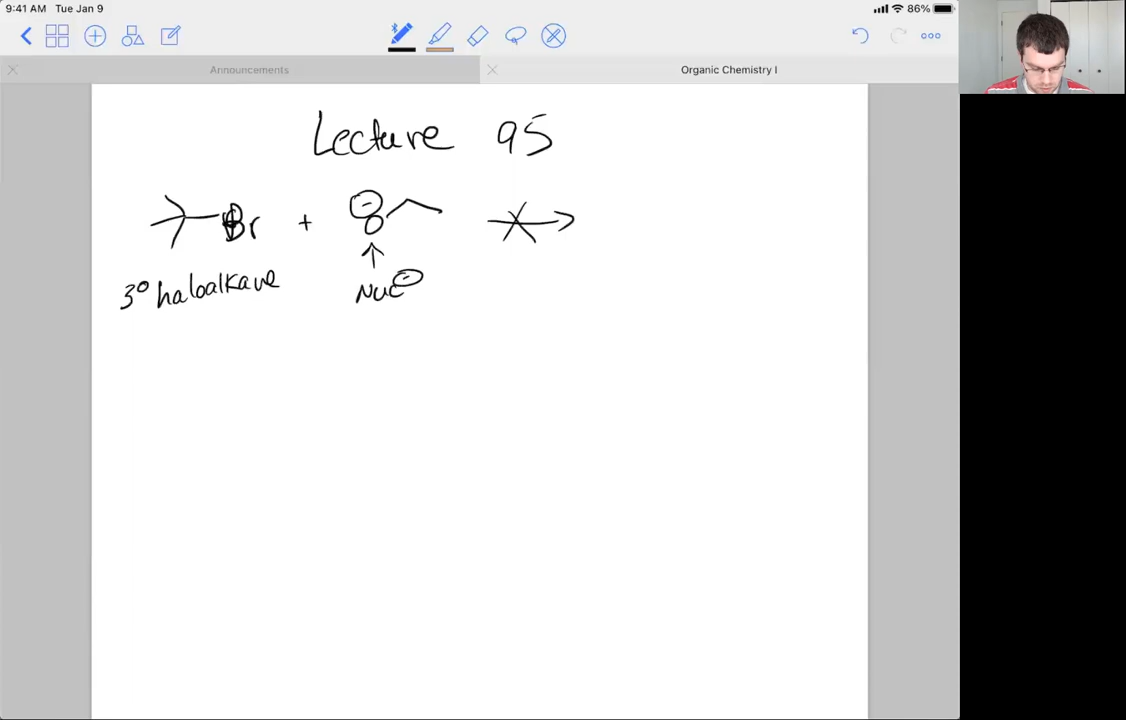 9:41 AM Tue Jan 9 86%
Announcements Organic Chemistry I
Lecture 95
Br + O
3° haloalkane Nuc